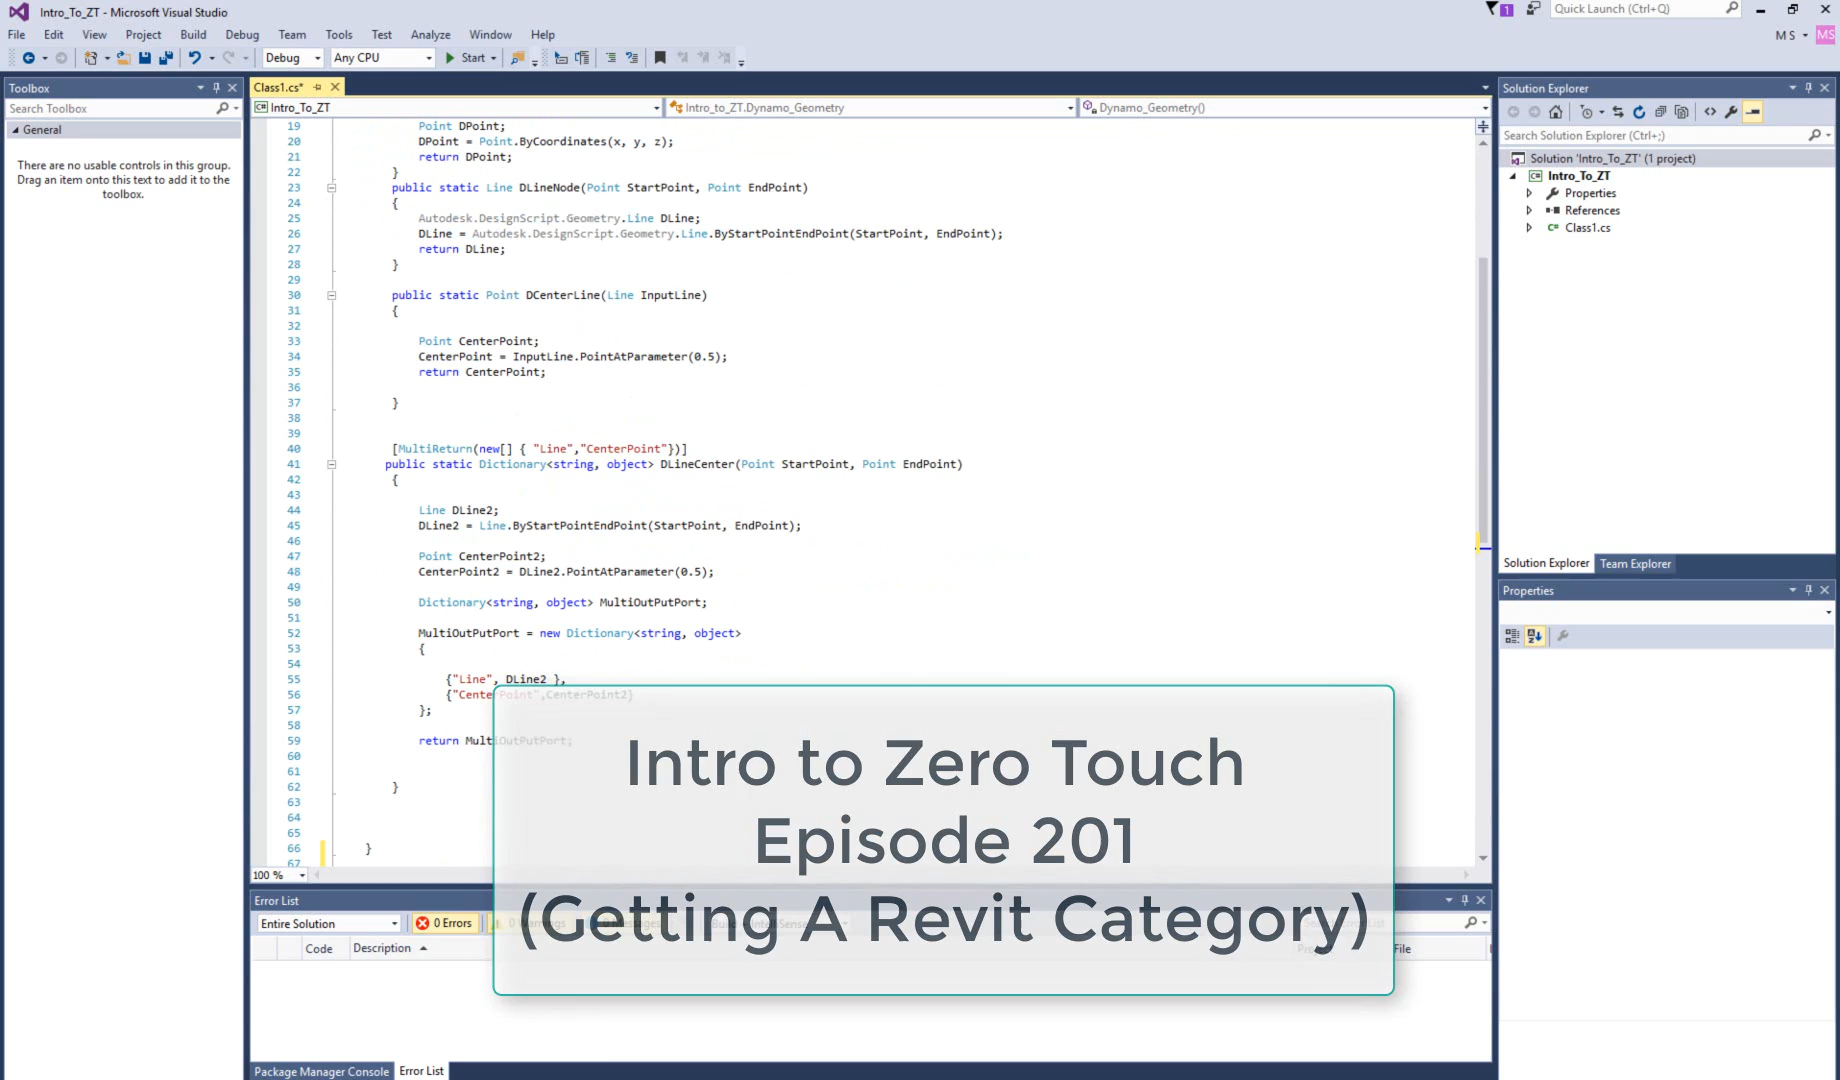 Intro_To_ZT - Microsoft Visual Studio
1
Quick Launch (Ctrl+Q)
File Edit View Project Build Debug Team Tools Test Analyze Window Help
M S
MS
Debug
Any CPU
Start
Toolbox
Search Toolbox
General
There are no usable controls in this group.
Drag an item onto this text to add it to the
toolbox.
Class1.cs*
Intro_To_ZT
Intro_to_ZT.Dynamo_Geometry
Dynamo_Geometry()
19 Point DPoint;
20 DPoint = Point.ByCoordinates(x, y, z);
21 return DPoint;
22 }
23 public static Line DLineNode(Point StartPoint, Point EndPoint)
24 {
25 Autodesk.DesignScript.Geometry.Line DLine;
26 DLine = Autodesk.DesignScript.Geometry.Line.ByStartPointEndPoint(StartPoint, EndPoint);
27 return DLine;
28 }
29
30 public static Point DCenterLine(Line InputLine)
31 {
32
33 Point CenterPoint;
34 CenterPoint = InputLine.PointAtParameter(0.5);
35 return CenterPoint;
36
37 }
38
39
40 [MultiReturn(new[] { "Line","CenterPoint"})]
41 public static Dictionary<string, object> DLineCenter(Point StartPoint, Point EndPoint)
42 {
43
44 Line DLine2;
45 DLine2 = Line.ByStartPointEndPoint(StartPoint, EndPoint);
46
47 Point CenterPoint2;
48 CenterPoint2 = DLine2.PointAtParameter(0.5);
49
50 Dictionary<string, object> MultiOutPutPort;
51
52 MultiOutPutPort = new Dictionary<string, object>
53 {
54
55 {"Line", DLine2 },
56 {"CenterPoint",CenterPoint2}
57 };
58
59 return MultiOutPutPort;
60
61
62 }
63
64
65
66 }
67
100 %
Intro to Zero Touch
Episode 201
(Getting A Revit Category)
Error List
Entire Solution
0 Errors
0 Warnings
0 Messages
Code
Description
File
Package Manager Console
Error List
Solution Explorer
Search Solution Explorer (Ctrl+;)
Solution 'Intro_To_ZT' (1 project)
Intro_To_ZT
Properties
References
Class1.cs
Solution Explorer
Team Explorer
Properties